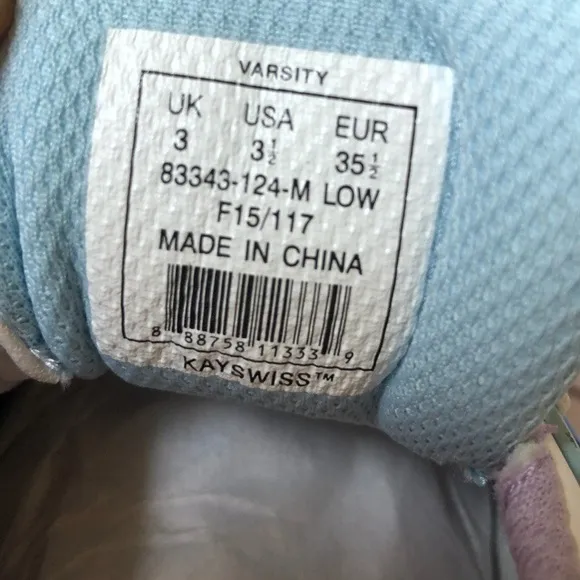 VARSITY
UK USA EUR
3 3½ 35½
83343-124-M LOW
F15/117
MADE IN CHINA
8 88758 11333 9
KAYSWISS™